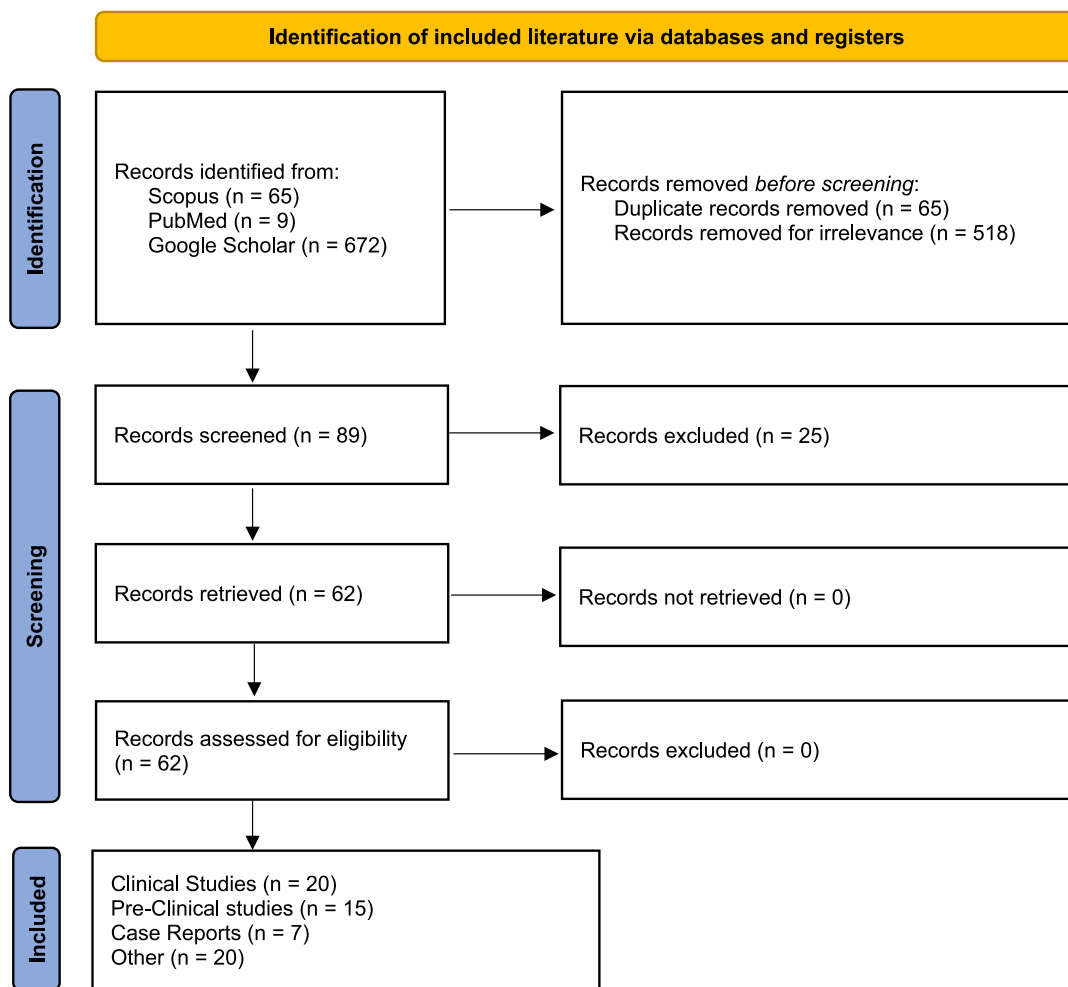 Identification of included literature via databases and registers
Identification
Records identified from:
Scopus (n = 65)
PubMed (n = 9)
Google Scholar (n = 672)
Records removed before screening:
Duplicate records removed (n = 65)
Records removed for irrelevance (n = 518)
Screening
Records screened (n = 89)
Records excluded (n = 25)
Records retrieved (n = 62)
Records not retrieved (n = 0)
Records assessed for eligibility
(n = 62)
Records excluded (n = 0)
Included
Clinical Studies (n = 20)
Pre-Clinical studies (n = 15)
Case Reports (n = 7)
Other (n = 20)